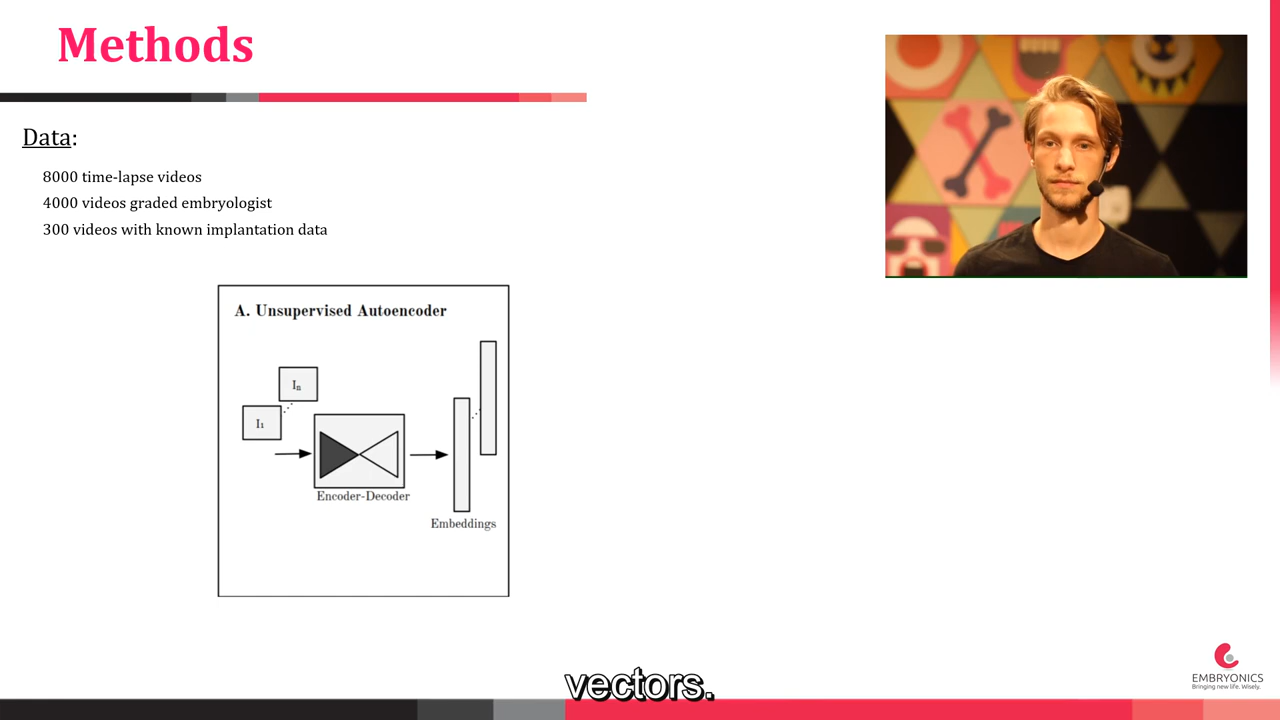 Methods
Data:
8000 time-lapse videos
4000 videos graded embryologist
300 videos with known implantation data
A. Unsupervised Autoencoder
Iₙ
I₁
Encoder-Decoder
Embeddings
vectors.
EMBRYONICS
Bringing new life. Wisely.